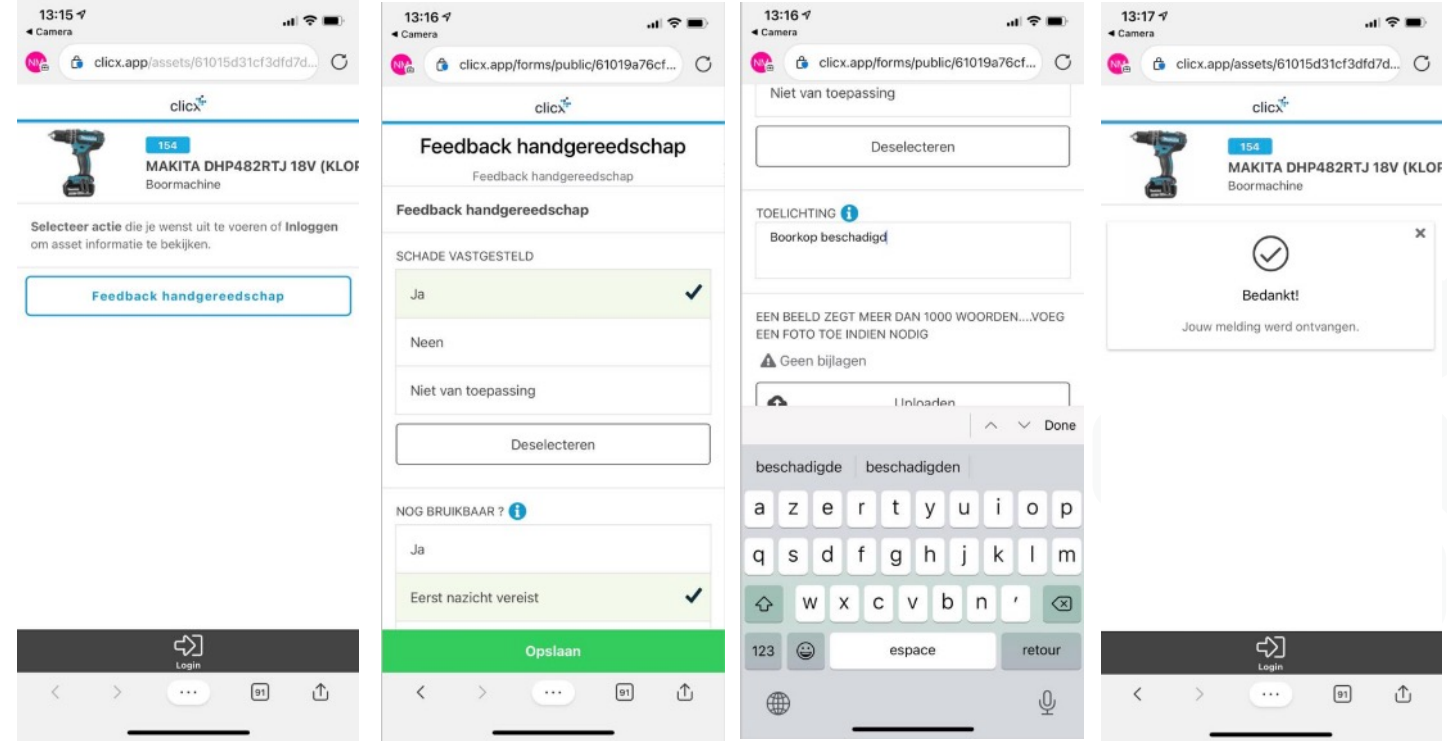 13:15
◀ Camera
NM
clicx.app/assets/61015d31cf3dfd7d...
clicx
154
MAKITA DHP482RTJ 18V (KLOP
Boormachine
Selecteer actie die je wenst uit te voeren of Inloggen
om asset informatie te bekijken.
Feedback handgereedschap
Login
91
13:16
◀ Camera
NM
clicx.app/forms/public/61019a76cf...
clicx
Feedback handgereedschap
Feedback handgereedschap
Feedback handgereedschap
SCHADE VASTGESTELD
Ja
Neen
Niet van toepassing
Deselecteren
NOG BRUIKBAAR ?
Ja
Eerst nazicht vereist
Opslaan
91
13:16
◀ Camera
NM
clicx.app/forms/public/61019a76cf...
Niet van toepassing
Deselecteren
TOELICHTING
Boorkop beschadigd
EEN BEELD ZEGT MEER DAN 1000 WOORDEN....VOEG
EEN FOTO TOE INDIEN NODIG
Geen bijlagen
Uploaden
Done
beschadigde beschadigden
a z e r t y u i o p
q s d f g h j k l m
w x c v b n ′
123 espace retour
13:17
◀ Camera
NM
clicx.app/assets/61015d31cf3dfd7d...
clicx
154
MAKITA DHP482RTJ 18V (KLOP
Boormachine
Bedankt!
Jouw melding werd ontvangen.
Login
91